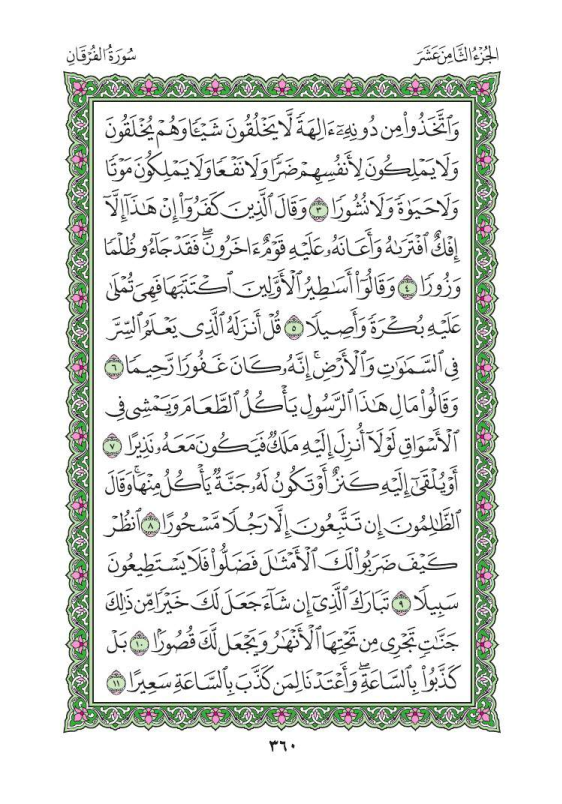 الجزء الثامن عشر
سورة الفرقان
وَاتَّخَذُوا۟ مِن دُونِهِۦٓ ءَالِهَةً لَّا يَخْلُقُونَ شَيْـًٔا وَهُمْ يُخْلَقُونَ
وَلَا يَمْلِكُونَ لِأَنفُسِهِمْ ضَرًّا وَلَا نَفْعًا وَلَا يَمْلِكُونَ مَوْتًا
وَلَا حَيَوٰةً وَلَا نُشُورًا ٣ وَقَالَ ٱلَّذِينَ كَفَرُوٓا۟ إِنْ هَـٰذَآ إِلَّآ
إِفْكٌ ٱفْتَرَىٰهُ وَأَعَانَهُۥ عَلَيْهِ قَوْمٌ ءَاخَرُونَ ۖ فَقَدْ جَآءُو ظُلْمًا
وَزُورًا ٤ وَقَالُوٓا۟ أَسَـٰطِيرُ ٱلْأَوَّلِينَ ٱكْتَتَبَهَا فَهِىَ تُمْلَىٰ
عَلَيْهِ بُكْرَةً وَأَصِيلًا ٥ قُلْ أَنزَلَهُ ٱلَّذِى يَعْلَمُ ٱلسِّرَّ
فِى ٱلسَّمَـٰوَٰتِ وَٱلْأَرْضِ ۚ إِنَّهُۥ كَانَ غَفُورًا رَّحِيمًا ٦
وَقَالُوا۟ مَالِ هَـٰذَا ٱلرَّسُولِ يَأْكُلُ ٱلطَّعَامَ وَيَمْشِى فِى
ٱلْأَسْوَاقِ لَوْلَآ أُنزِلَ إِلَيْهِ مَلَكٌ فَيَكُونَ مَعَهُۥ نَذِيرًا ٧
أَوْ يُلْقَىٰٓ إِلَيْهِ كَنزٌ أَوْ تَكُونُ لَهُۥ جَنَّةٌ يَأْكُلُ مِنْهَا ۚ وَقَالَ
ٱلظَّـٰلِمُونَ إِن تَتَّبِعُونَ إِلَّا رَجُلًا مَّسْحُورًا ٨ ٱنظُرْ
كَيْفَ ضَرَبُوا۟ لَكَ ٱلْأَمْثَـٰلَ فَضَلُّوا۟ فَلَا يَسْتَطِيعُونَ
سَبِيلًا ٩ تَبَارَكَ ٱلَّذِىٓ إِن شَآءَ جَعَلَ لَكَ خَيْرًا مِّن ذَٰلِكَ
جَنَّـٰتٍ تَجْرِى مِن تَحْتِهَا ٱلْأَنْهَـٰرُ وَيَجْعَل لَّكَ قُصُورًۢا ١٠ بَلْ
كَذَّبُوا۟ بِٱلسَّاعَةِ ۖ وَأَعْتَدْنَا لِمَن كَذَّبَ بِٱلسَّاعَةِ سَعِيرًا ١١
٣٦٠